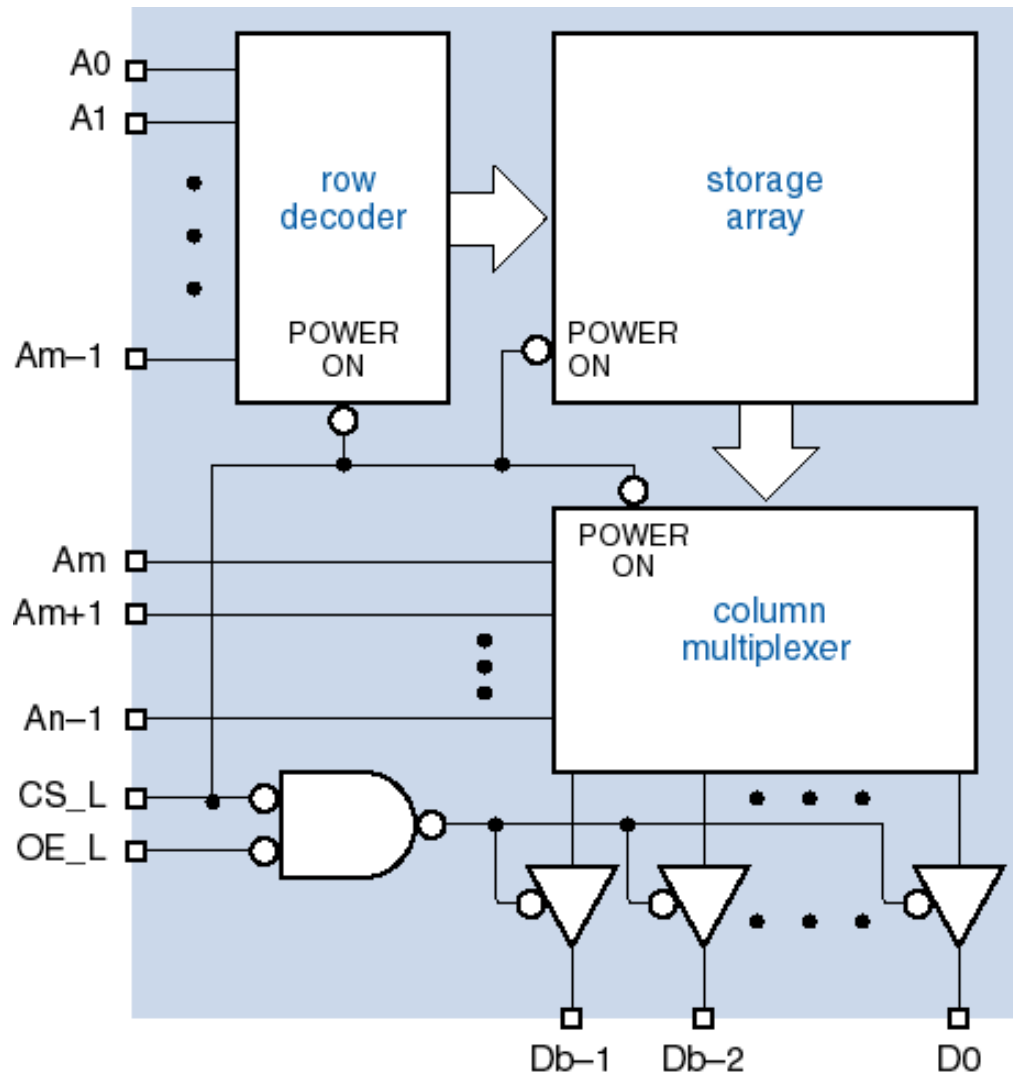 A0
A1
row
decoder
storage
array
POWER
ON
Am–1
POWER
ON
Am
POWER
ON
Am+1
column
multiplexer
An–1
CS_L
OE_L
Db–1
Db–2
D0